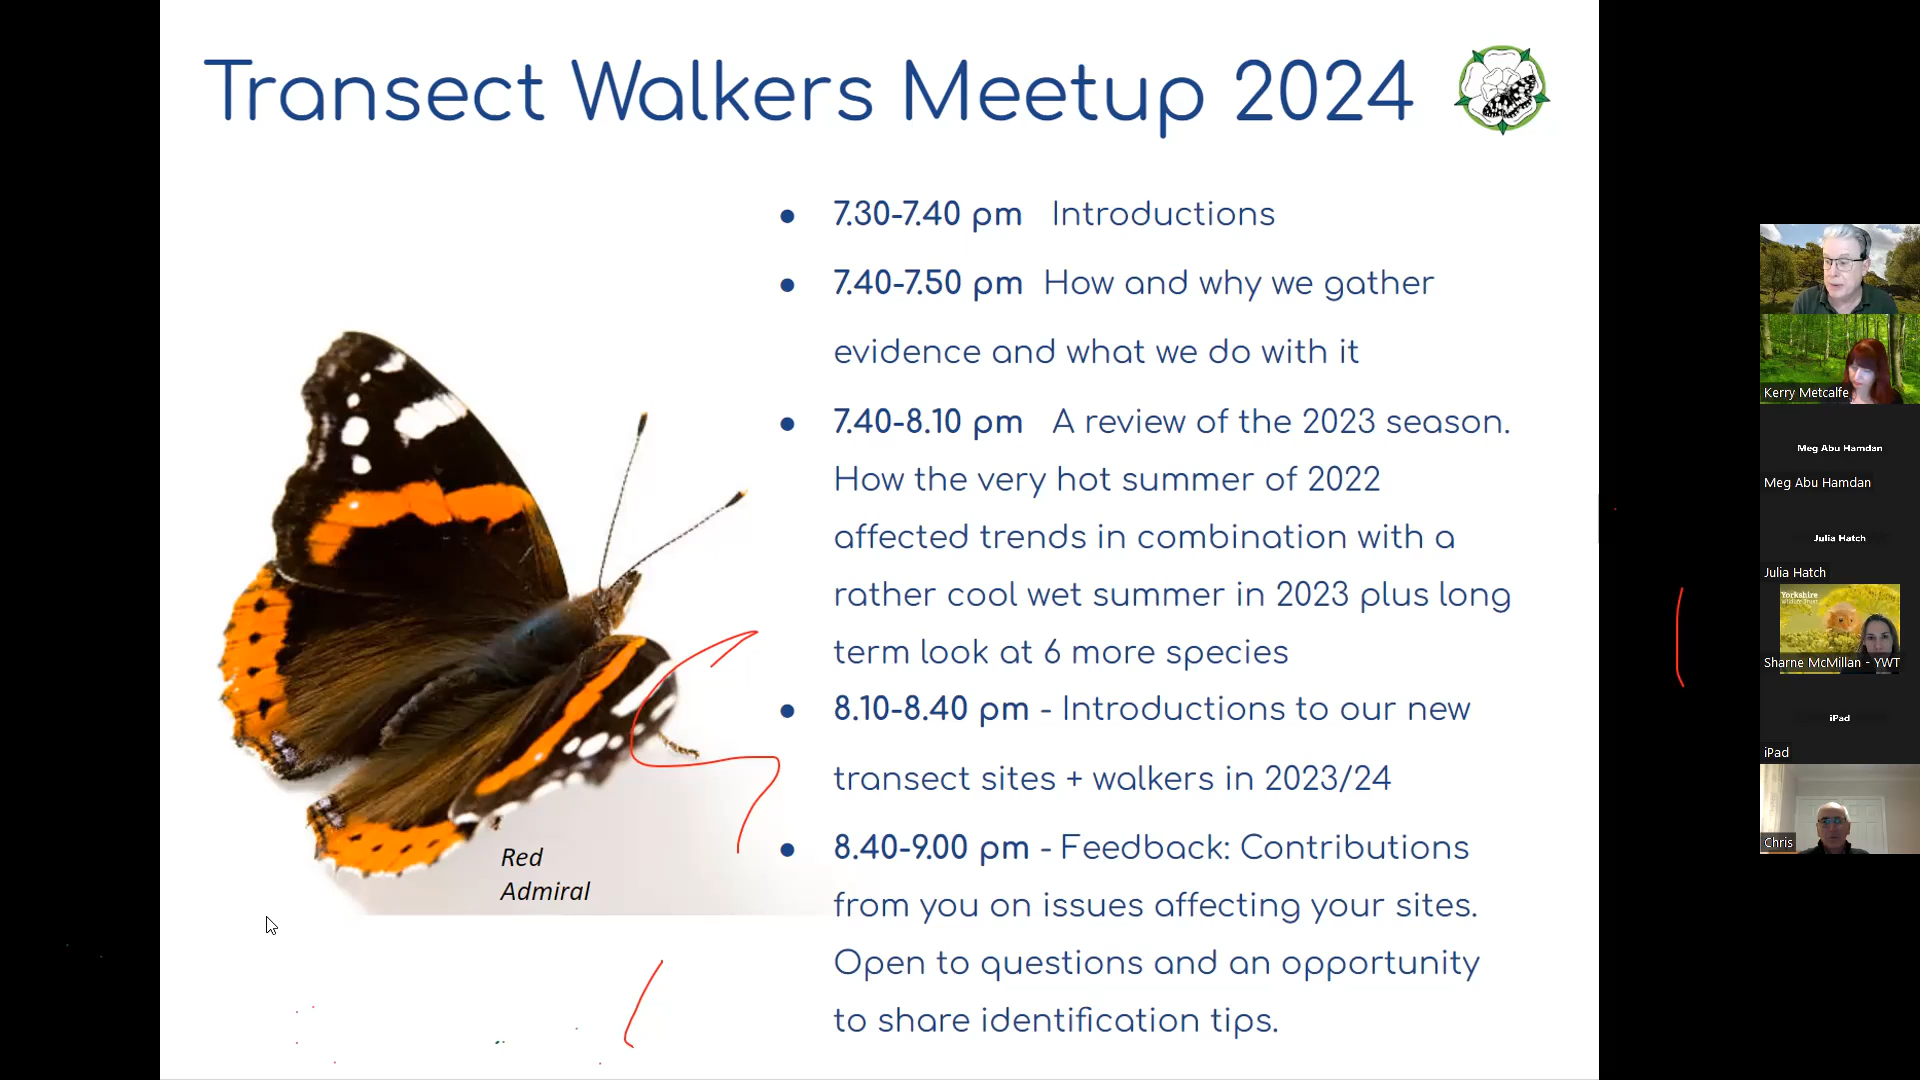 Transect Walkers Meetup 2024
7.30-7.40 pm Introductions
7.40-7.50 pm How and why we gather
evidence and what we do with it
7.40-8.10 pm A review of the 2023 season.
How the very hot summer of 2022
affected trends in combination with a
rather cool wet summer in 2023 plus long
term look at 6 more species
8.10-8.40 pm - Introductions to our new
transect sites + walkers in 2023/24
8.40-9.00 pm - Feedback: Contributions
from you on issues affecting your sites.
Open to questions and an opportunity
to share identification tips.
Red
Admiral
Kerry Metcalfe
Meg Abu Hamdan
Meg Abu Hamdan
Julia Hatch
Julia Hatch
Yorkshire
Wildlife Trust
Sharne McMillan - YWT
iPad
iPad
Chris